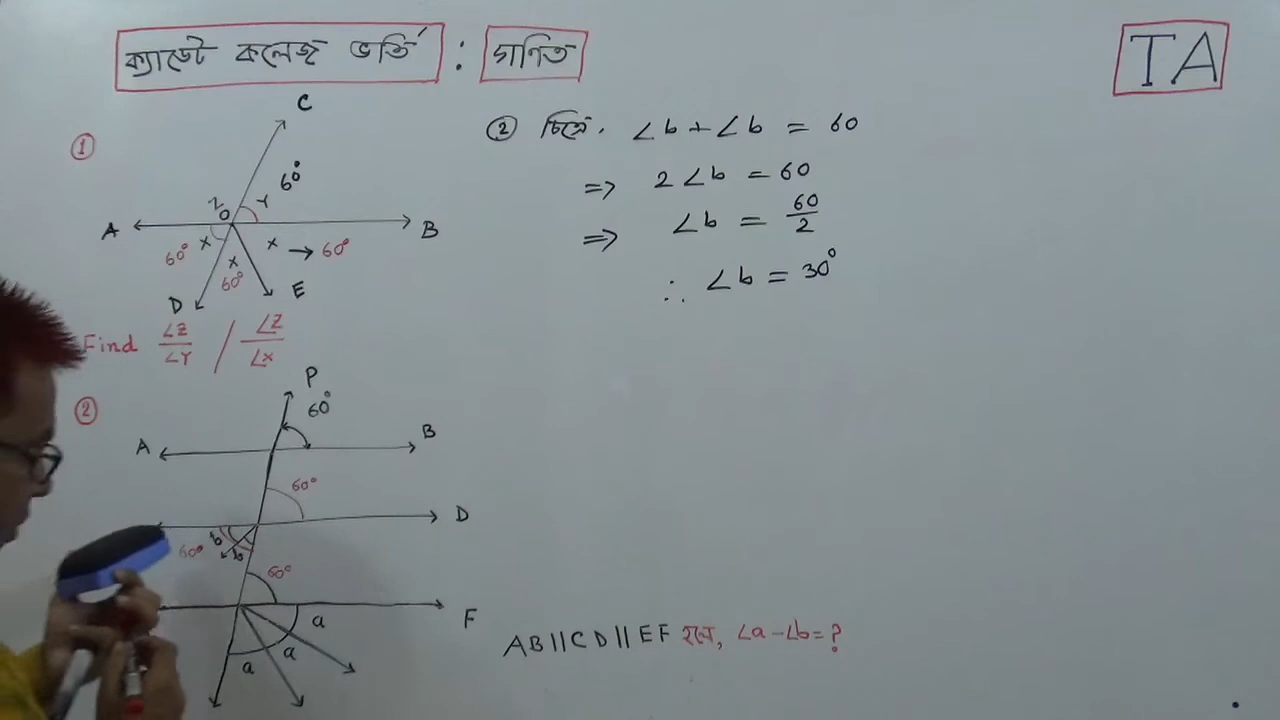 ক্যাডেট কলেজ ভর্তি : গনিত
TA
①
C
60°
Z O Y
A B
60° x x → 60°
x
60°
D E
Find ∠Z/∠Y / ∠Z/∠X
②
P
60°
A B
60°
D
60° b b
60°
F
a
a
a
② চিত্রে, ∠b + ∠b = 60
=> 2∠b = 60
=> ∠b = 60/2
∴ ∠b = 30°
AB||CD||EF হলে, ∠a-∠b=?